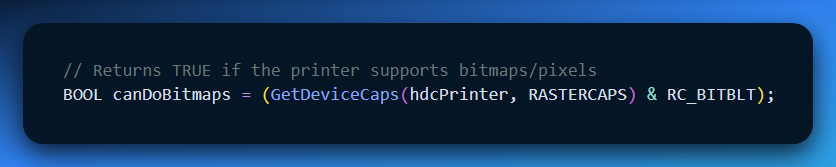 // Returns TRUE if the printer supports bitmaps/pixels
BOOL canDoBitmaps = (GetDeviceCaps(hdcPrinter, RASTERCAPS) & RC_BITBLT);